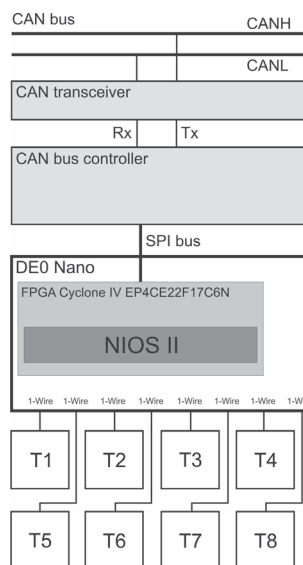 CAN bus
CANH
CANL
CAN transceiver
Rx Tx
CAN bus controller
SPI bus
DE0 Nano
FPGA Cyclone IV EP4CE22F17C6N
NIOS II
1-Wire 1-Wire 1-Wire 1-Wire 1-Wire 1-Wire 1-Wire 1-W
T1 T2 T3 T4
T5 T6 T7 T8